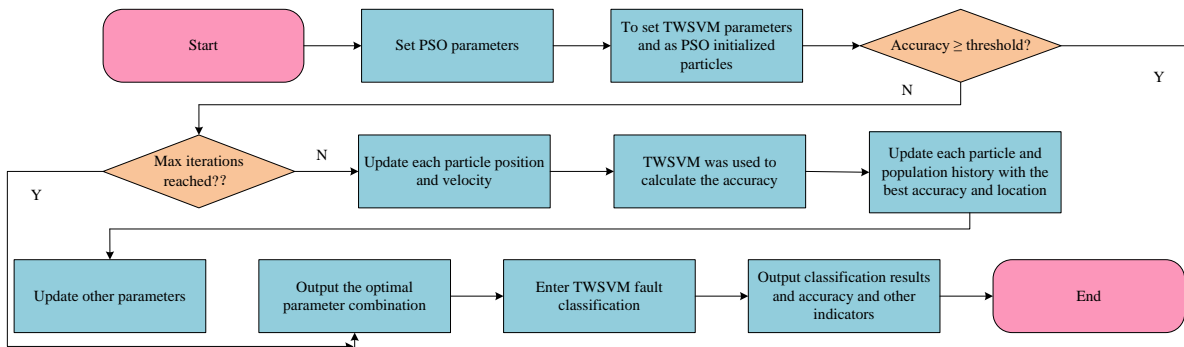 Start
Set PSO parameters
To set TWSVM parameters
and as PSO initialized
particles
Accuracy ≥ threshold?
Y
N
Max iterations
reached??
N
Y
Update each particle position
and velocity
TWSVM was used to
calculate the accuracy
Update each particle and
population history with the
best accuracy and location
Update other parameters
Output the optimal
parameter combination
Enter TWSVM fault
classification
Output classification results
and accuracy and other
indicators
End